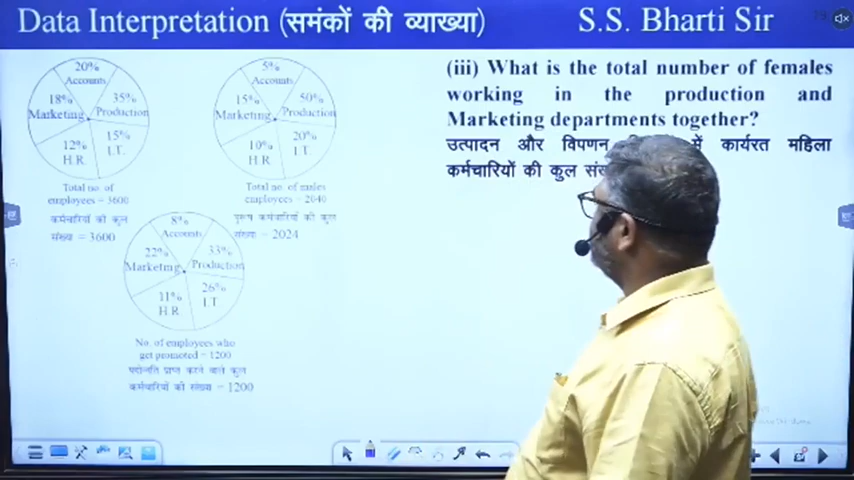 Data Interpretation (समंकों की व्याख्या)
S.S. Bharti Sir
20%
Accounts
18%
Marketing
35%
Production
15%
I.T.
12%
H.R.
Total no. of
employees = 3600
कर्मचारियों की कुल
संख्या = 3600
5%
Accounts
15%
Marketing
50%
Production
20%
I.T.
10%
H.R
Total no. of males
employees = 2040
पुरूष कर्मचारियों की कुल
संख्या = 2024
8%
Accounts
22%
Marketing
33%
Production
26%
I.T
11%
H.R
No. of employees who
get promoted = 1200
पदोन्नति प्राप्त करने वाले कुल
कर्मचारियों की संख्या = 1200
(iii) What is the total number of females
working in the production and
Marketing departments together?
उत्पादन और विपणन में कार्यरत महिला
कर्मचारियों की कुल